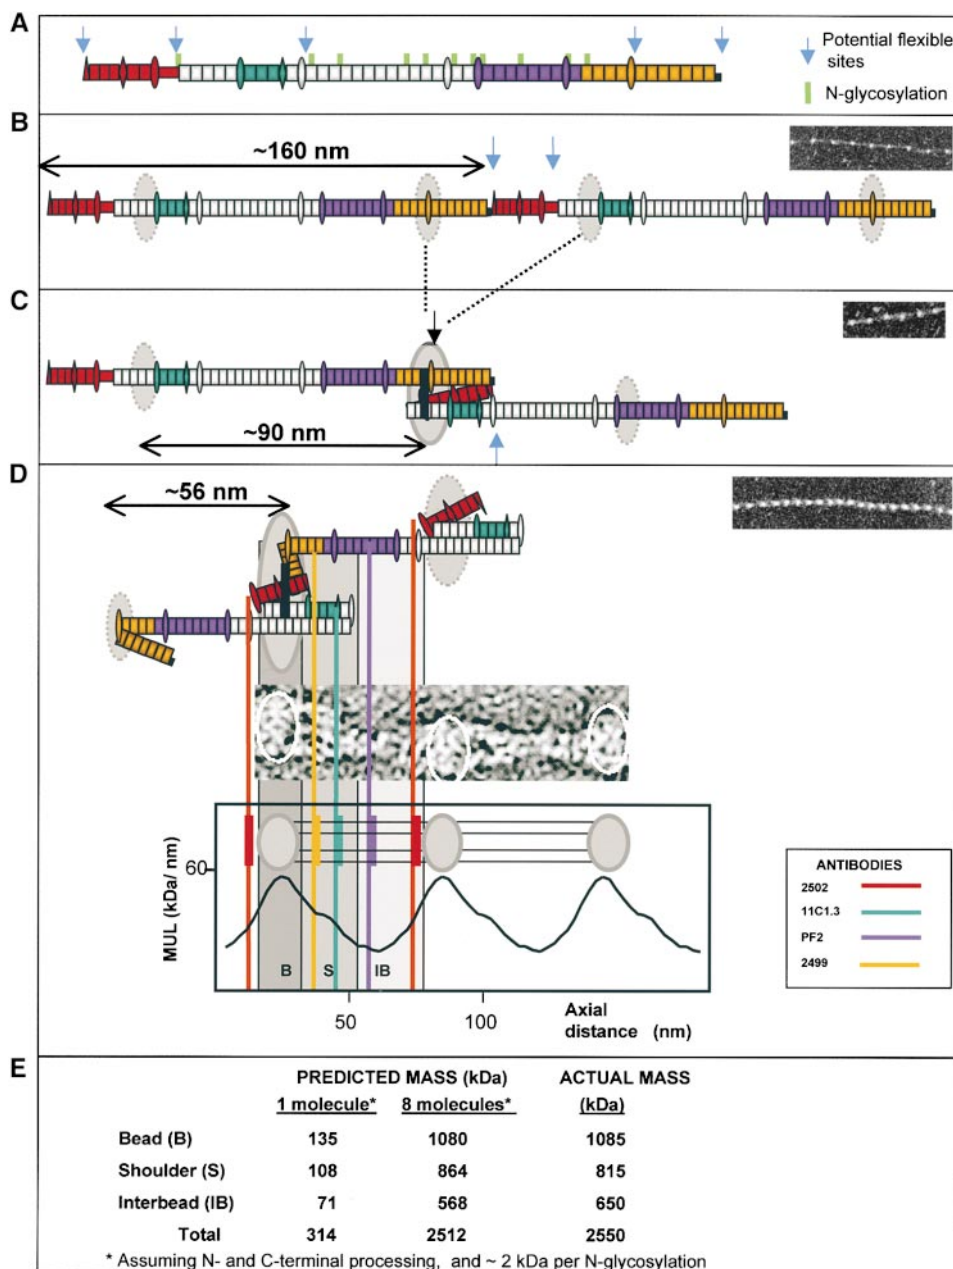 A
Potential flexible
sites
N-glycosylation
B
~160 nm
C
~90 nm
D
~56 nm
60
MUL (kDa/ nm)
B S IB
50 100
Axial
distance (nm)
ANTIBODIES
2502
11C1.3
PF2
2499
E
PREDICTED MASS (kDa) ACTUAL MASS
1 molecule* 8 molecules* (kDa)
Bead (B) 135 1080 1085
Shoulder (S) 108 864 815
Interbead (IB) 71 568 650
Total 314 2512 2550
* Assuming N- and C-terminal processing, and ~ 2 kDa per N-glycosylation